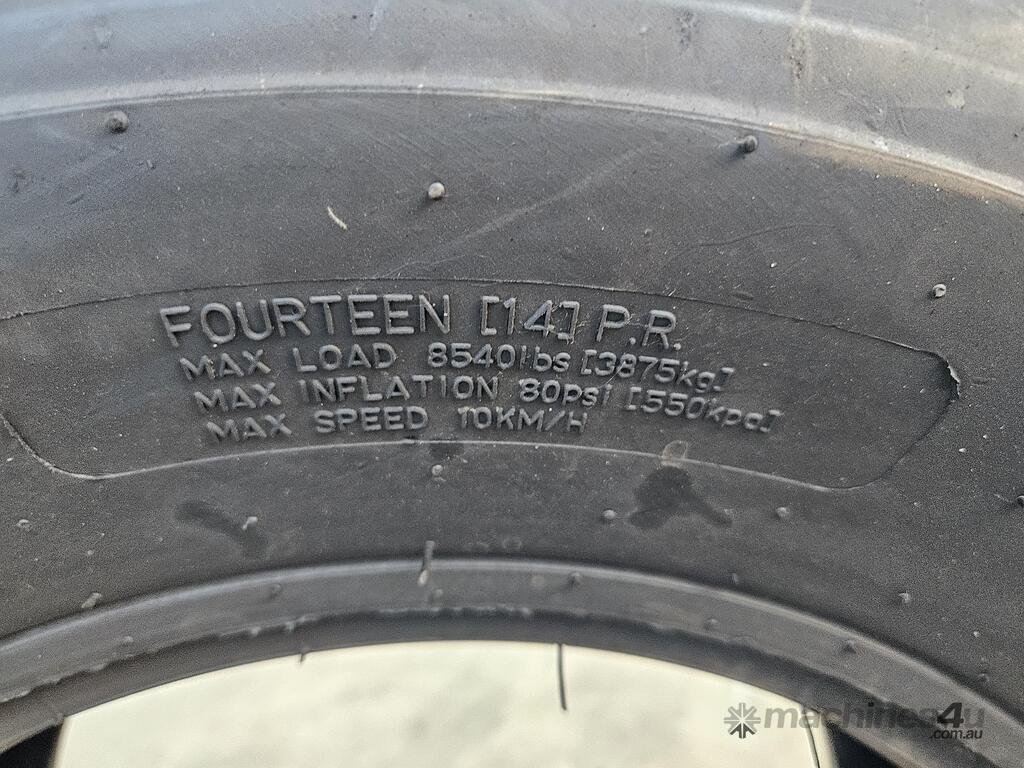 FOURTEEN [14] P.R.
MAX LOAD 8540lbs [3875kg]
MAX INFLATION 80psi [550kpa]
MAX SPEED 10KM/H
machines4u
.com.au